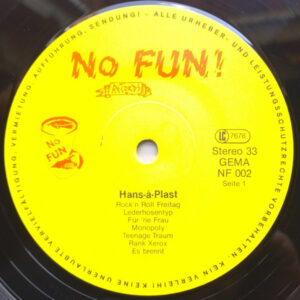 ALLE URHEBER- UND LEISTUNGSSCHUTZRECHTE VORBEHALTEN. KEIN VERLEIH! KEINE UNERLAUBTE VERVIELFÄLTIGUNG, VERMIETUNG, AUFFÜHRUNG, SENDUNG! -
No FUN!
RECORDS
No
FUN
LC 7676
Stereo 33
GEMA
NF 002
Seite 1
Hans-à-Plast
Rock'n Roll Freitag
Lederhosentyp
Für 'ne Frau
Monopoly
Teenage Traum
Rank Xerox
Es brennt